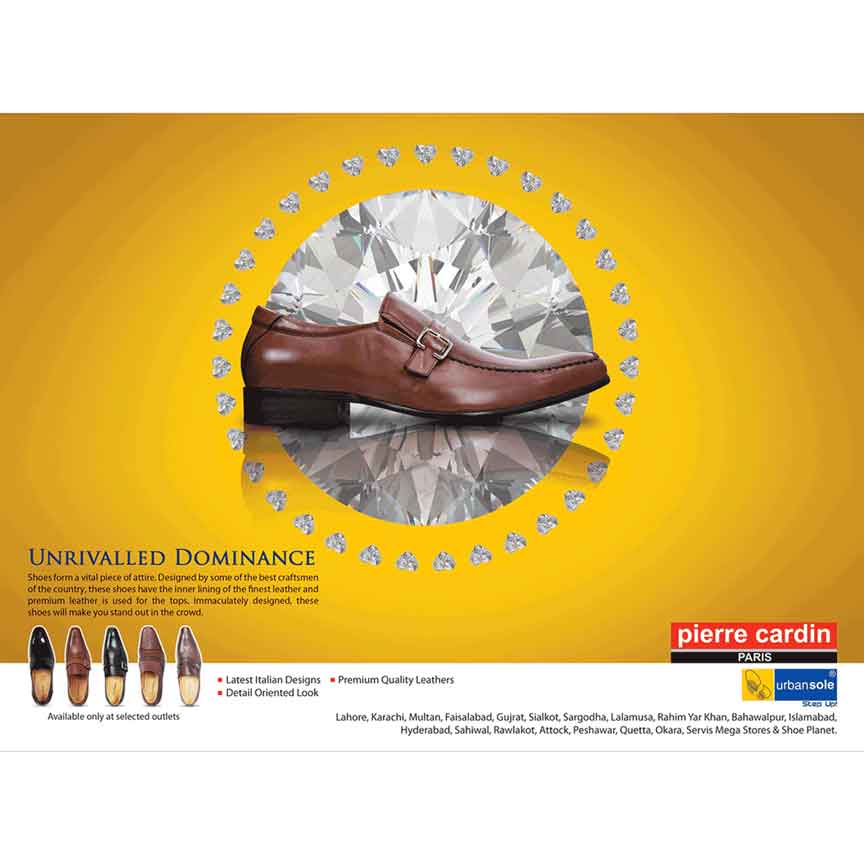 UNRIVALLED DOMINANCE
Shoes form a vital piece of attire. Designed by some of the best craftsmen
of the country, these shoes have the inner lining of the finest leather and
premium leather is used for the tops. Immaculately designed, these
shoes will make you stand out in the crowd.
Available only at selected outlets
Latest Italian Designs
Premium Quality Leathers
Detail Oriented Look
pierre cardin
PARIS
urbansole®
Step Up!
Lahore, Karachi, Multan, Faisalabad, Gujrat, Sialkot, Sargodha, Lalamusa, Rahim Yar Khan, Bahawalpur, Islamabad,
Hyderabad, Sahiwal, Rawlakot, Attock, Peshawar, Quetta, Okara, Servis Mega Stores & Shoe Planet.